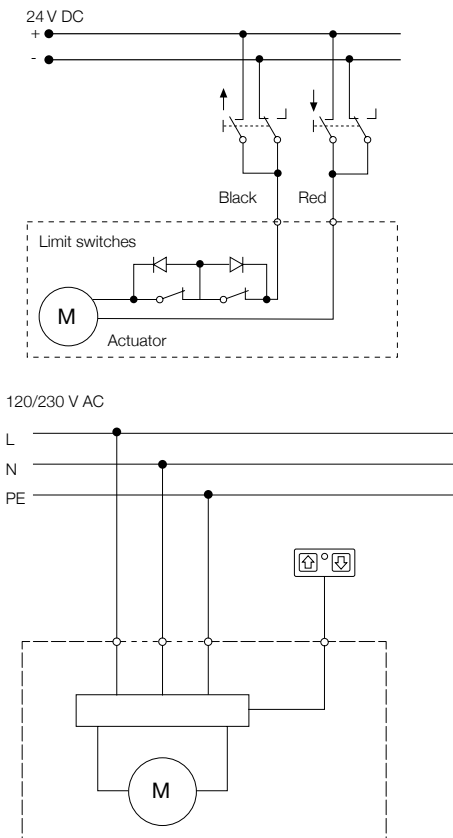 24 V DC
+
-
Black Red
Limit switches
M
Actuator
120/230 V AC
L
N
PE
M